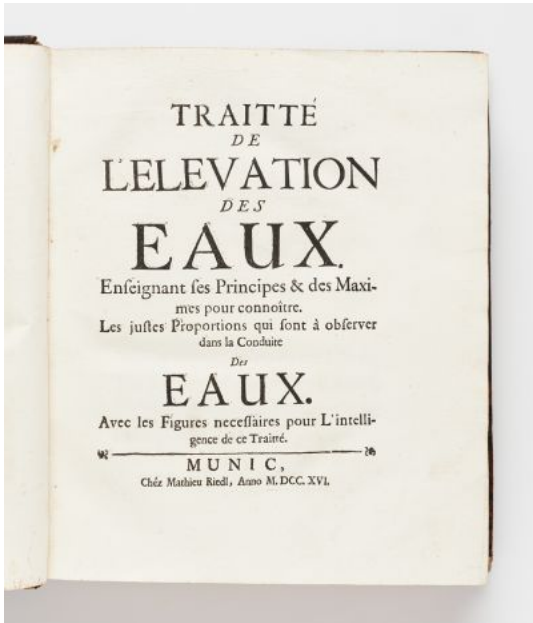 TRAITTÉ
DE
L'ELEVATION
DES
EAUX.
Enſeignant ſes Principes & des Maxi-
mes pour connoître.
Les juſtes Proportions qui ſont à obſerver
dans la Conduite
Des
EAUX.
Avec les Figures neceſſaires pour L'intelli-
gence de ce Traitté.
MUNIC,
Chéz Mathieu Riedl, Anno M. DCC. XVI.